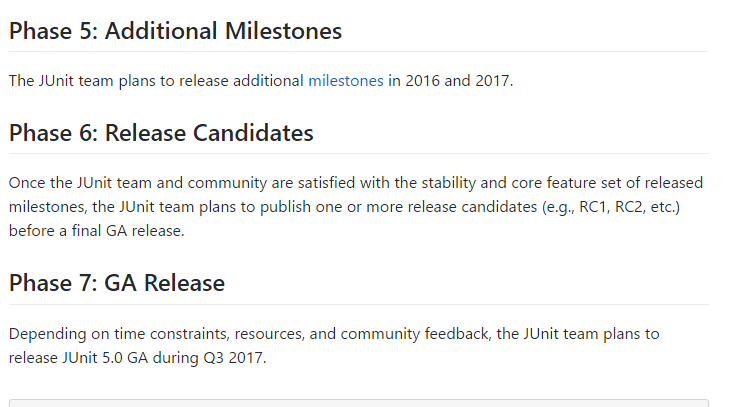 Phase 5: Additional Milestones
The JUnit team plans to release additional milestones in 2016 and 2017.
Phase 6: Release Candidates
Once the JUnit team and community are satisfied with the stability and core feature set of released
milestones, the JUnit team plans to publish one or more release candidates (e.g., RC1, RC2, etc.)
before a final GA release.
Phase 7: GA Release
Depending on time constraints, resources, and community feedback, the JUnit team plans to
release JUnit 5.0 GA during Q3 2017.